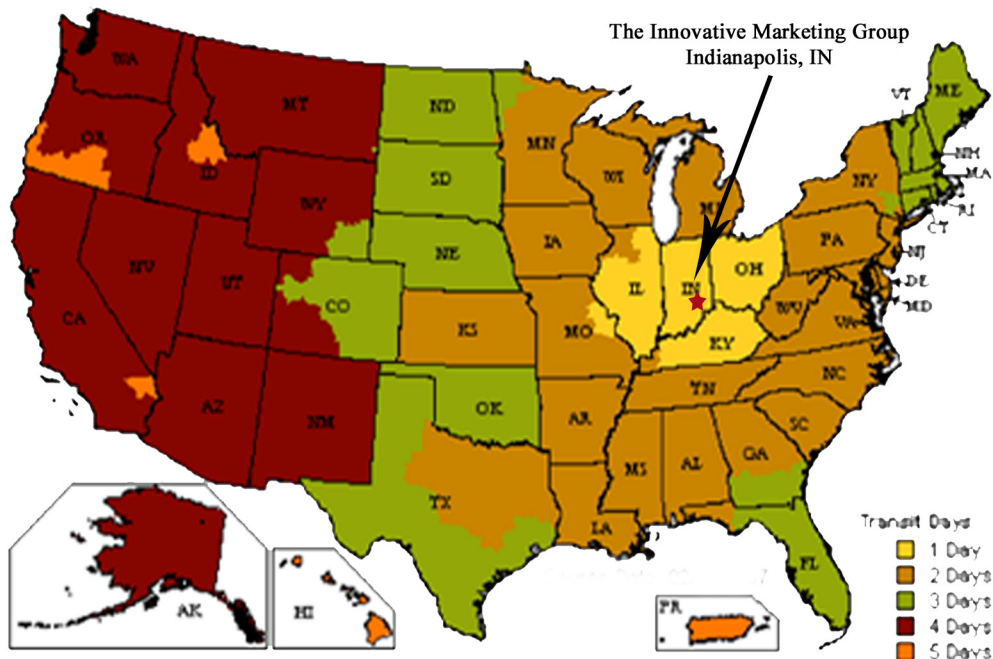 The Innovative Marketing Group
Indianapolis, IN
WA
MT
ND
MN
VT
ME
OR
ID
SD
WI
MI
NY
NH
MA
WY
RI
CT
IA
NE
PA
NJ
NV
UT
CO
IL
IN
OH
DE
MD
CA
KS
MO
KY
WV
VA
AZ
NM
OK
AR
TN
NC
SC
MS
AL
GA
TX
LA
FL
AK
HI
PR
Transit Days
1 Day
2 Days
3 Days
4 Days
5 Days